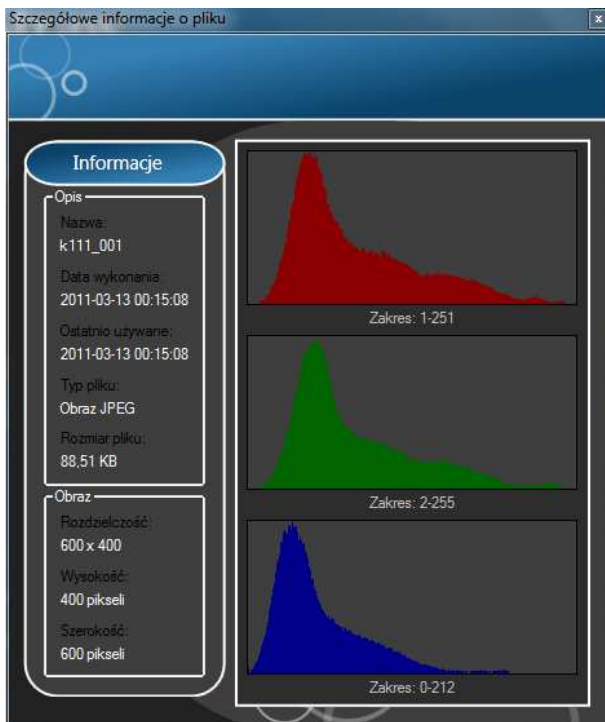 Szczegółowe informacje o pliku
x
Informacje
Opis
Nazwa:
k111_001
Data wykonania:
2011-03-13 00:15:08
Ostatnio używane:
2011-03-13 00:15:08
Typ pliku:
Obraz JPEG
Rozmiar pliku:
88,51 KB
Obraz
Rozdzielczość:
600 x 400
Wysokość:
400 pikseli
Szerokość:
600 pikseli
Zakres: 1-251
Zakres: 2-255
Zakres: 0-212